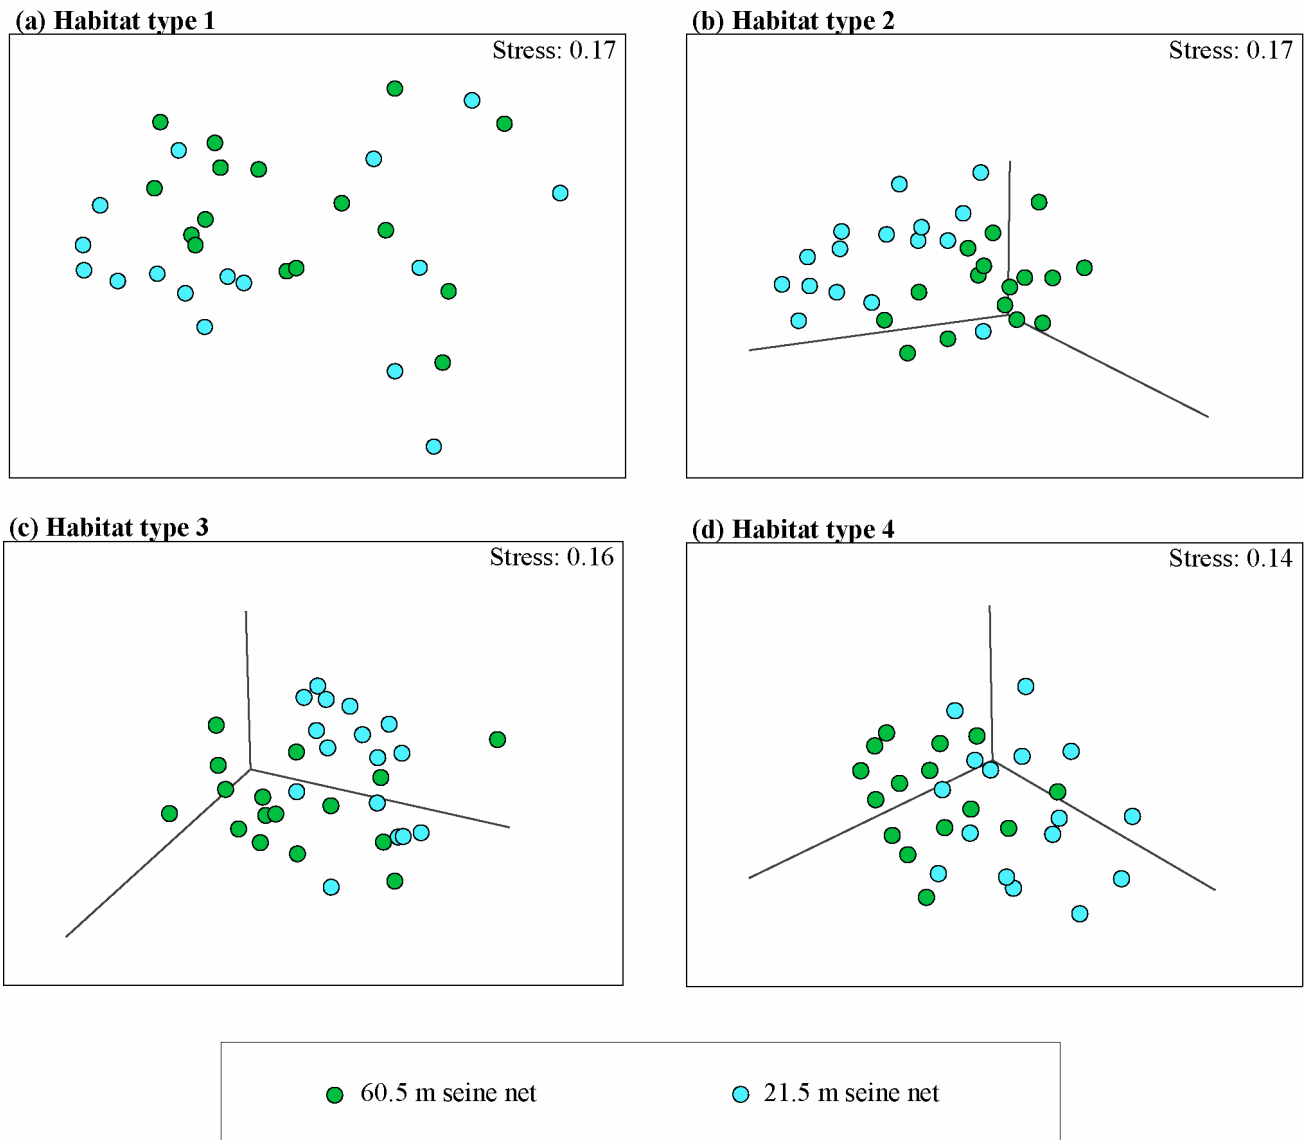 (a) Habitat type 1
Stress: 0.17
(b) Habitat type 2
Stress: 0.17
(c) Habitat type 3
Stress: 0.16
(d) Habitat type 4
Stress: 0.14
60.5 m seine net
21.5 m seine net